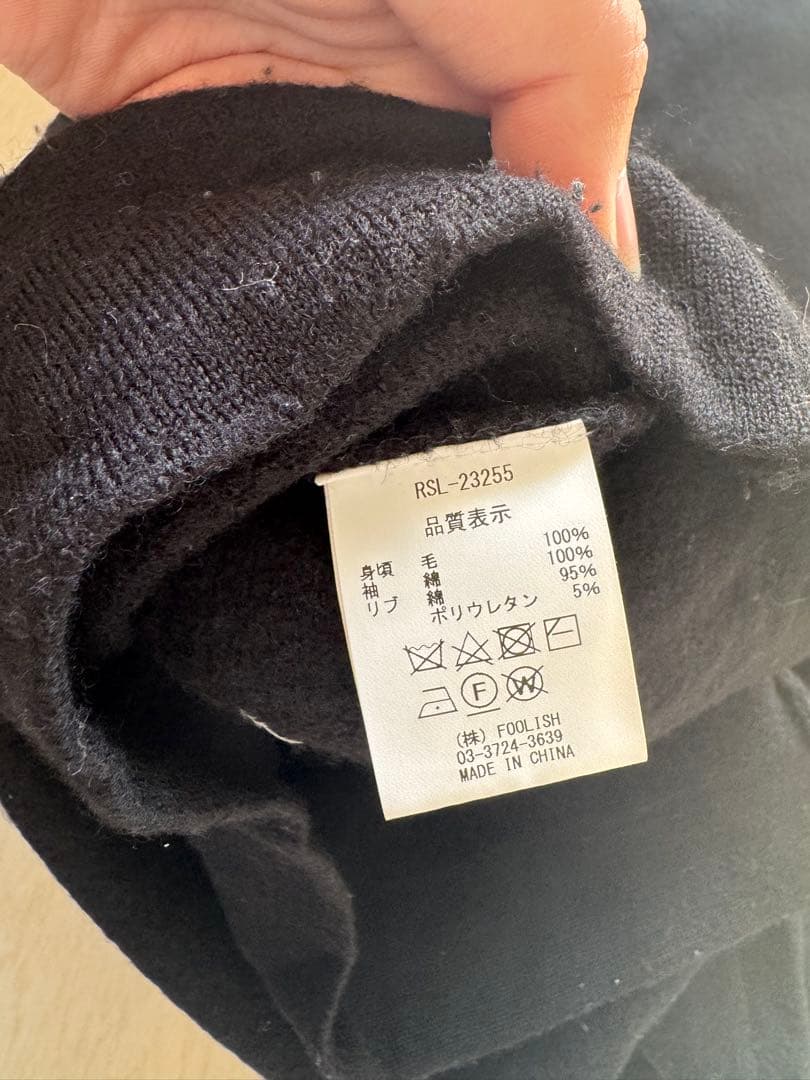 RSL-23255
品質表示
身頃 毛 100%
袖 綿 100%
リブ 綿 95%
ポリウレタン 5%
F W
(株) FOOLISH
03-3724-3639
MADE IN CHINA